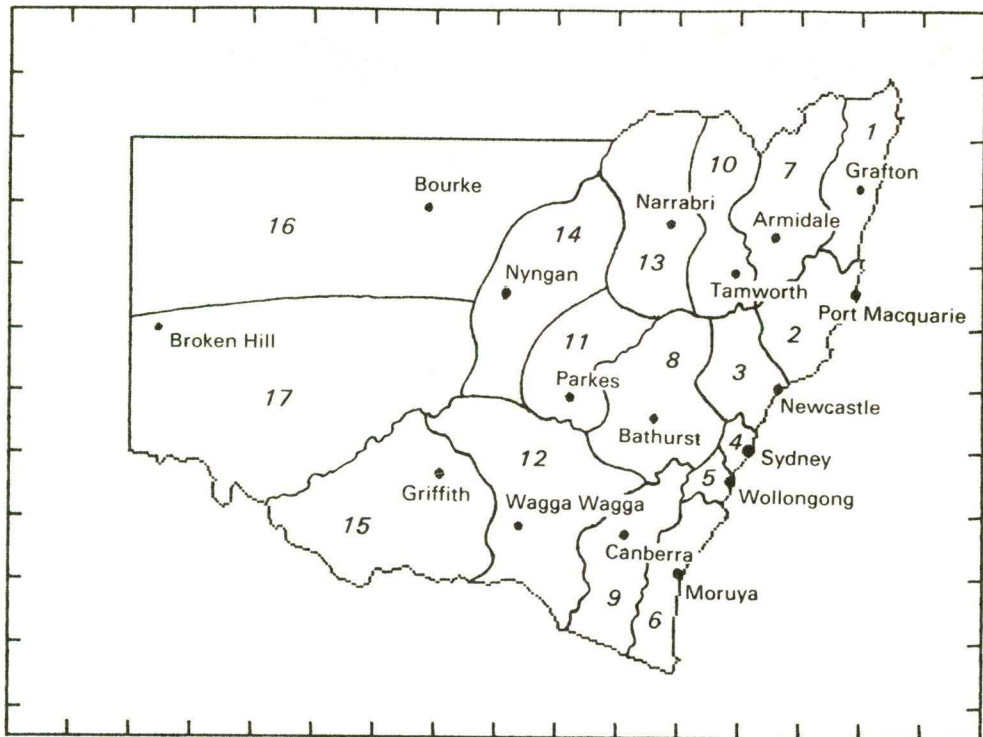 1
10
7
Grafton
Bourke
Narrabri
Armidale
16
14
13
Nyngan
Tamworth
Port Macquarie
2
Broken Hill
11
8
3
Parkes
17
Newcastle
Bathurst
4
Sydney
12
5
Griffith
Wollongong
Wagga Wagga
15
Canberra
Moruya
9
6